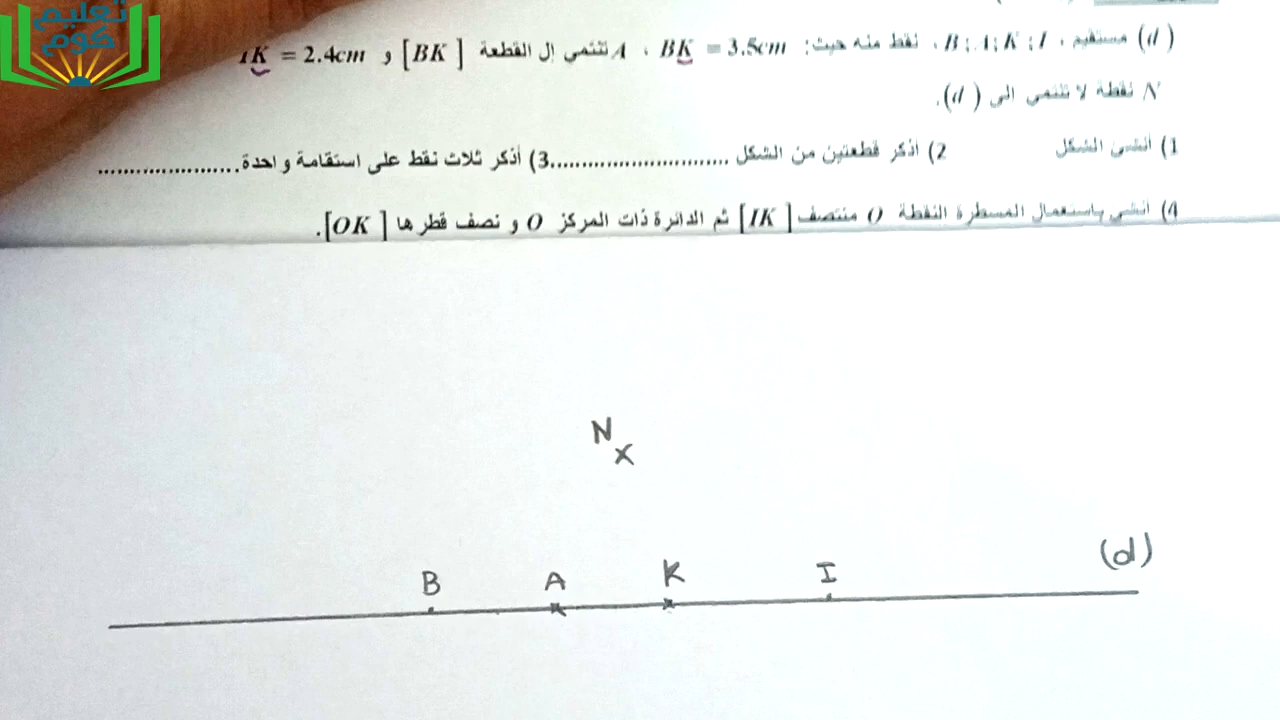 تعليم
كوم
(d) مستقيم ، B ; A ; K ; I ، نقط منه حيث: BK = 3.5cm ، A تنتمي إل القطعة [BK] و IK = 2.4cm
N نقطة لا تنتمي الى (d).
1) أنشئ الشكل 2) اذكر قطعتين من الشكل ............................ 3) أذكر ثلاث نقط على استقامة واحدة......................
4) انشئ باستعمال المسطرة النقطة O منتصف [IK] ثم الدائرة ذات المركز O و نصف قطرها [OK].
N
x
B A K I (d)